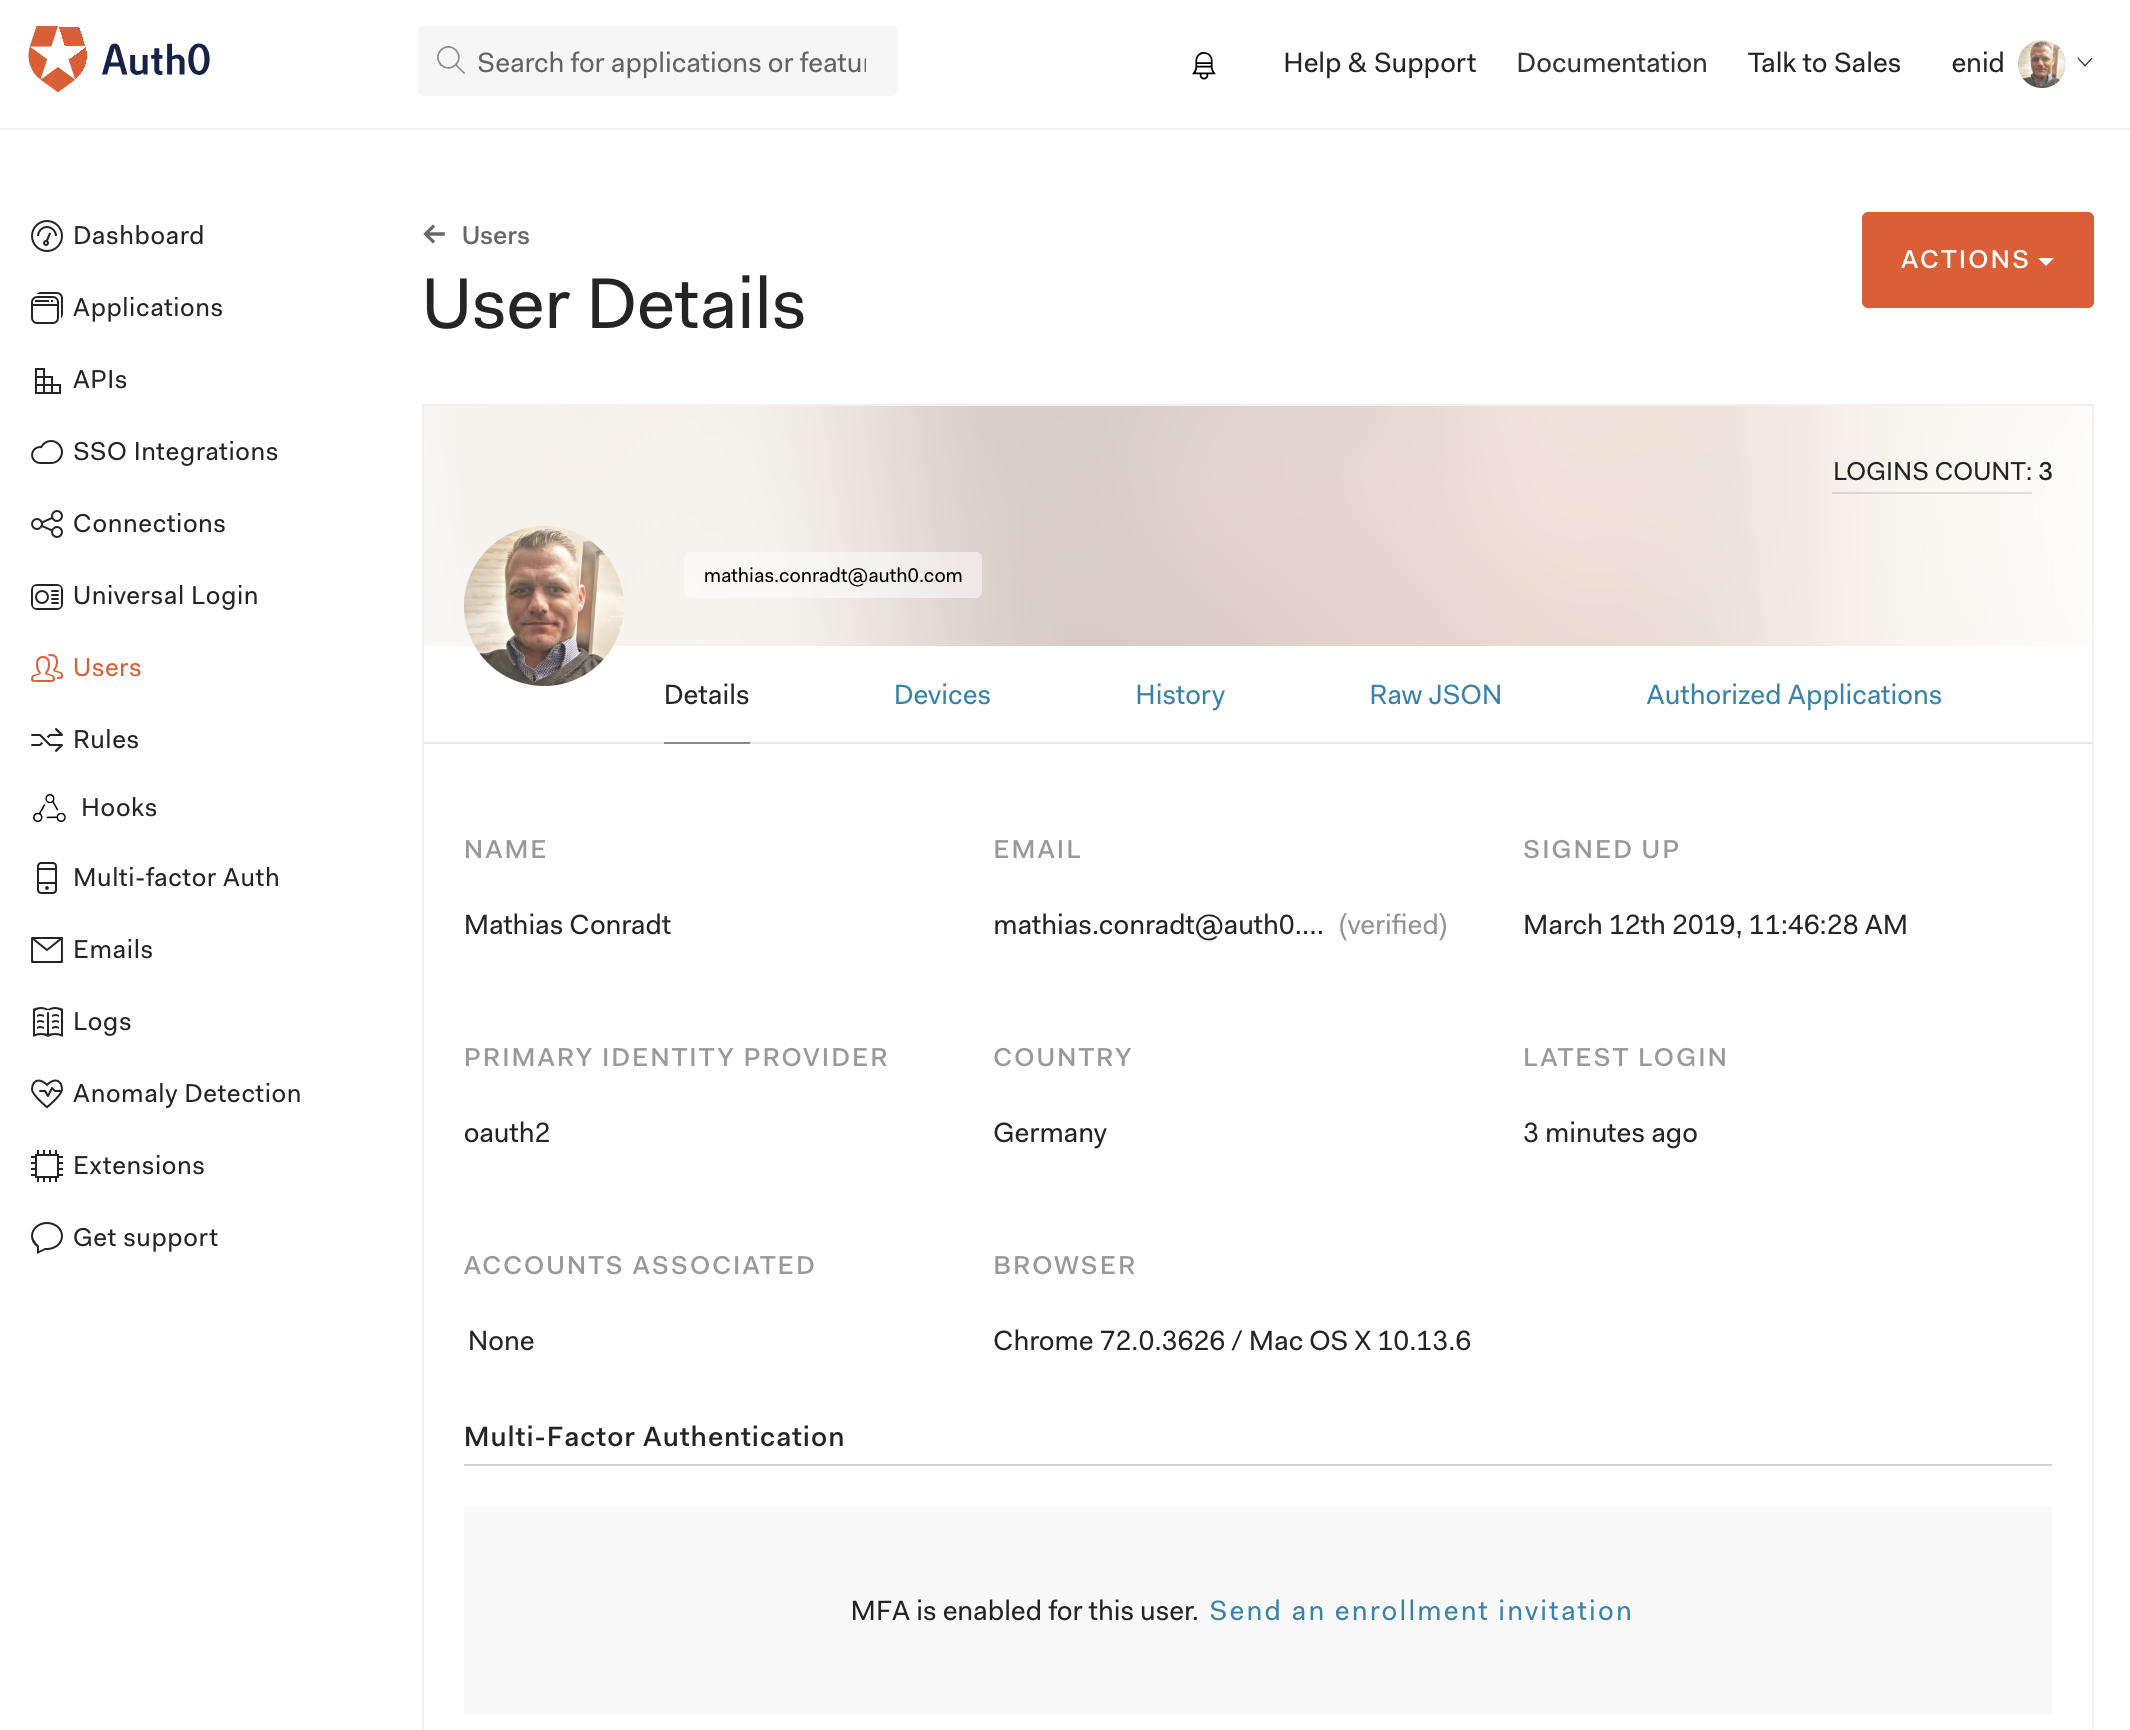 Auth0
Search for applications or featur
Help & Support
Documentation
Talk to Sales
enid
Dashboard
Applications
APIs
SSO Integrations
Connections
Universal Login
Users
Rules
Hooks
Multi-factor Auth
Emails
Logs
Anomaly Detection
Extensions
Get support
Users
User Details
ACTIONS
LOGINS COUNT: 3
mathias.conradt@auth0.com
Details
Devices
History
Raw JSON
Authorized Applications
NAME
Mathias Conradt
EMAIL
mathias.conradt@auth0.... (verified)
SIGNED UP
March 12th 2019, 11:46:28 AM
PRIMARY IDENTITY PROVIDER
oauth2
COUNTRY
Germany
LATEST LOGIN
3 minutes ago
ACCOUNTS ASSOCIATED
None
BROWSER
Chrome 72.0.3626 / Mac OS X 10.13.6
Multi-Factor Authentication
MFA is enabled for this user. Send an enrollment invitation